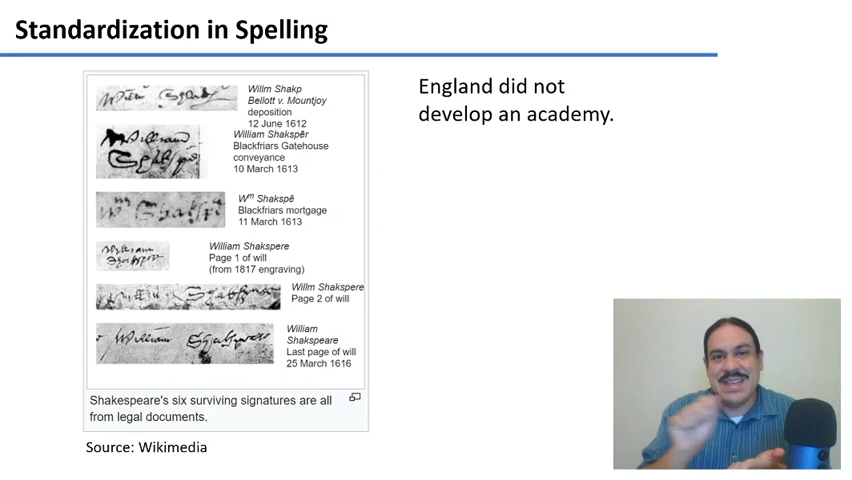 Standardization in Spelling
Willm Shakp
Bellott v. Mountjoy
deposition
12 June 1612
William Shakspēr
Blackfriars Gatehouse
conveyance
10 March 1613
Wm Shakspē
Blackfriars mortgage
11 March 1613
William Shakspere
Page 1 of will
(from 1817 engraving)
Willm Shakspere
Page 2 of will
William
Shakspeare
Last page of will
25 March 1616
Shakespeare's six surviving signatures are all
from legal documents.
Source: Wikimedia
England did not
develop an academy.